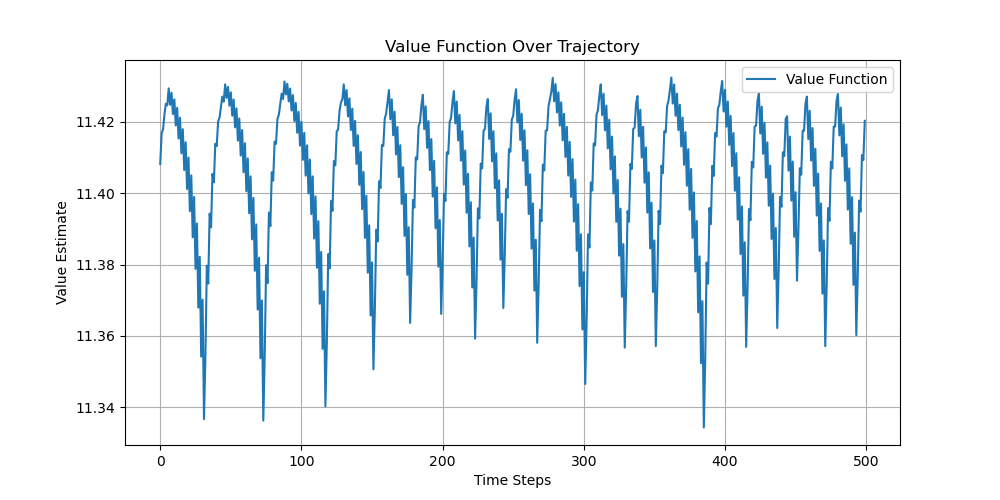 Value Function Over Trajectory
Value Function
Value Estimate
11.42
11.40
11.38
11.36
11.34
0 100 200 300 400 500
Time Steps